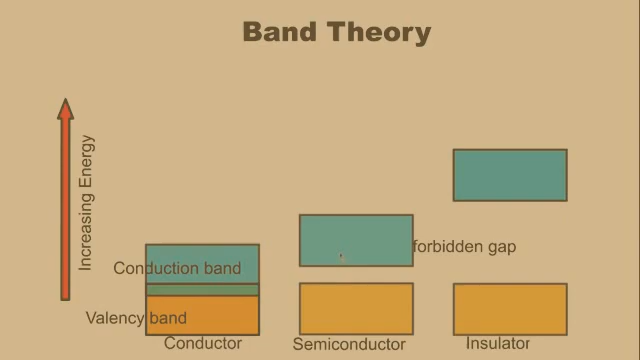 Band Theory
Increasing Energy
forbidden gap
Conduction band
Valency band
Conductor
Semiconductor
Insulator